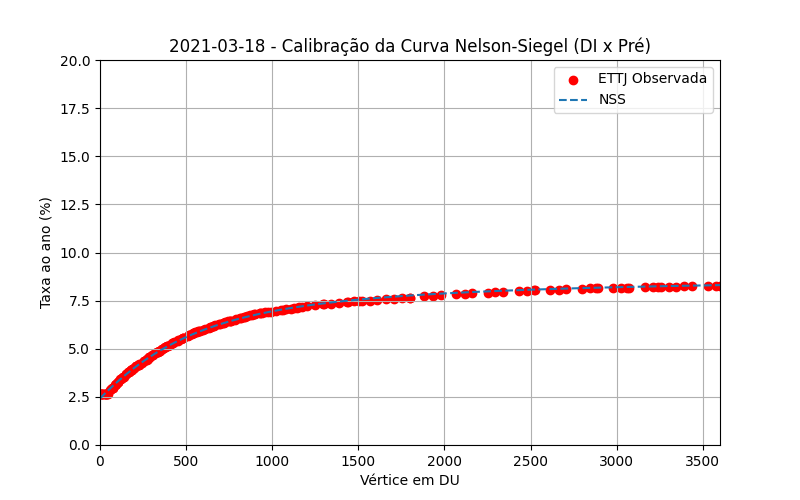 2021-03-18 - Calibração da Curva Nelson-Siegel (DI x Pré)
ETTJ Observada
NSS
Taxa ao ano (%)
20.0
17.5
15.0
12.5
10.0
7.5
5.0
2.5
0.0
0 500 1000 1500 2000 2500 3000 3500
Vértice em DU